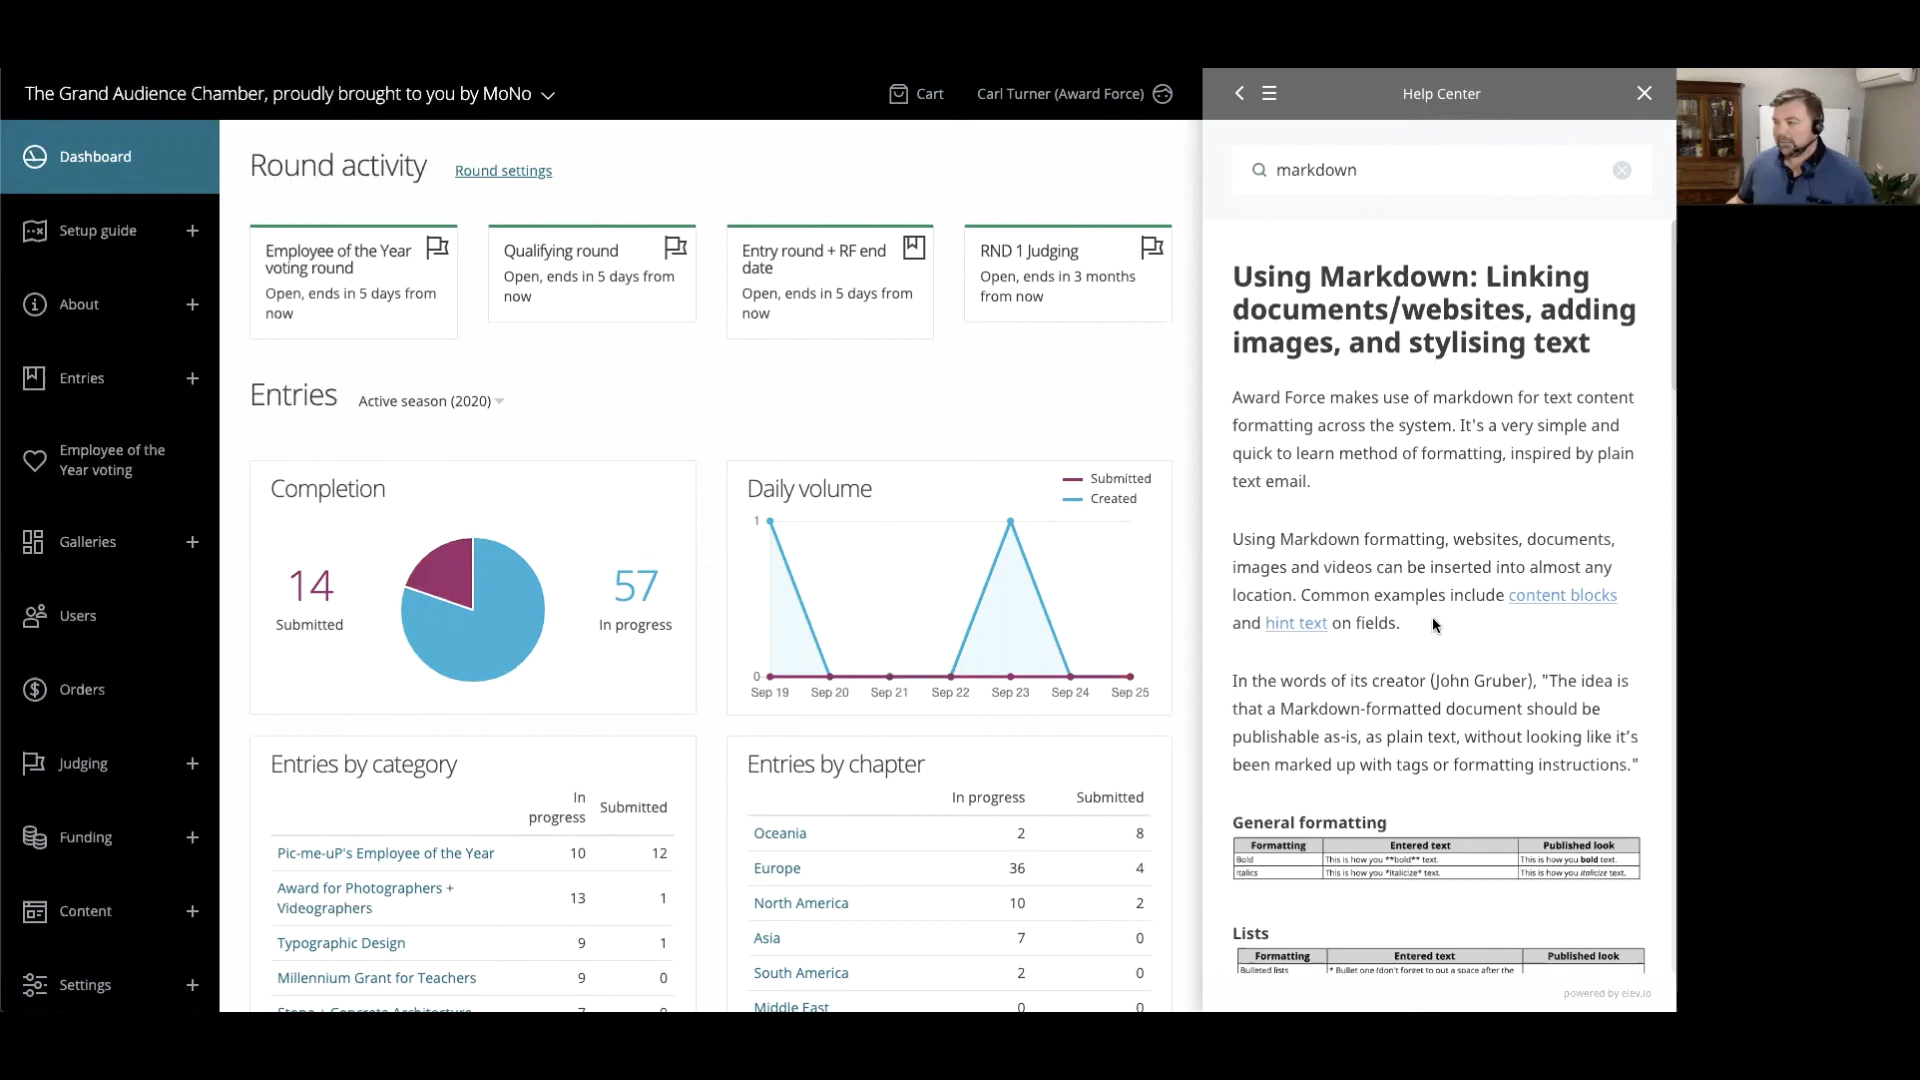 The Grand Audience Chamber, proudly brought to you by MoNo
Cart
Carl Turner (Award Force)
Dashboard
Setup guide
About
Entries
Employee of the
Year voting
Galleries
Users
Orders
Judging
Funding
Content
Settings
Round activity
Round settings
Employee of the Year
voting round
Open, ends in 5 days from
now
Qualifying round
Open, ends in 5 days from
now
Entry round + RF end
date
Open, ends in 5 days from
now
RND 1 Judging
Open, ends in 3 months
from now
Entries
Active season (2020)
Completion
14
Submitted
57
In progress
Daily volume
Submitted
Created
1
0
Sep 19 Sep 20 Sep 21 Sep 22 Sep 23 Sep 24 Sep 25
Entries by category
In
progress
Submitted
Pic-me-uP's Employee of the Year 10 12
Award for Photographers +
Videographers 13 1
Typographic Design 9 1
Millennium Grant for Teachers 9 0
Stone + Concrete Architecture 7
Entries by chapter
In progress Submitted
Oceania 2 8
Europe 36 4
North America 10 2
Asia 7 0
South America 2 0
Middle East 0 0
Help Center
markdown
Using Markdown: Linking
documents/websites, adding
images, and stylising text
Award Force makes use of markdown for text content
formatting across the system. It's a very simple and
quick to learn method of formatting, inspired by plain
text email.
Using Markdown formatting, websites, documents,
images and videos can be inserted into almost any
location. Common examples include content blocks
and hint text on fields.
In the words of its creator (John Gruber), "The idea is
that a Markdown-formatted document should be
publishable as-is, as plain text, without looking like it’s
been marked up with tags or formatting instructions."
General formatting
Formatting Entered text Published look
Bold This is how you **bold** text. This is how you bold text.
Italics This is how you *italicize* text. This is how you italicize text.
Lists
Formatting Entered text Published look
Bulleted lists * Bullet one (don't forget to put a space after the
powered by elev.io